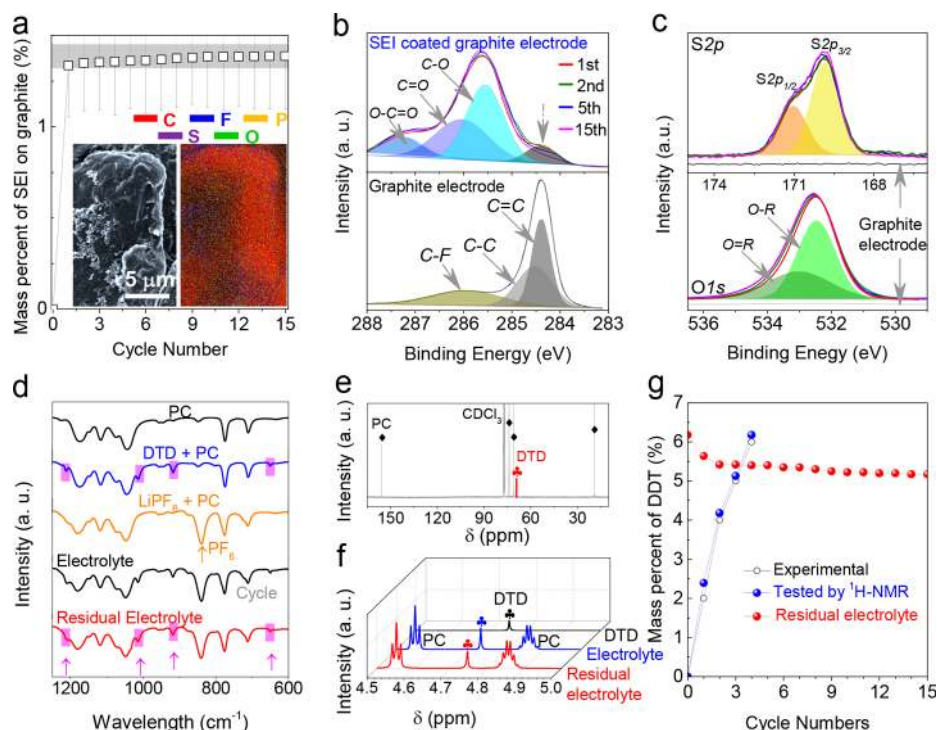 a
Mass percent of SEI on graphite (%)
1
0
C F P
S O
5 μm
0 3 6 9 12 15
Cycle Number
b
Intensity (a. u.)
SEI coated graphite electrode
C-O
C=O
O-C=O
1st
2nd
5th
15th
Graphite electrode
C=C
C-C
C-F
288 287 286 285 284 283
Binding Energy (eV)
c
Intensity (a. u.)
S2p
S2p3/2
S2p1/2
174 171 168
O-R
O=R
Graphite
electrode
O1s
536 534 532 530
Binding Energy (eV)
d
Intensity (a. u.)
PC
DTD + PC
LiPF6 + PC
PF6
Electrolyte
Cycle
Residual Electrolyte
1200 1000 800 600
Wavelength (cm-1)
e
Intensity (a. u.)
PC
CDCl3
DTD
150 90 60 30
δ (ppm)
f
Intensity (a. u.)
DTD
PC PC
DTD
Electrolyte
Residual
electrolyte
4.5 4.6 4.7 4.8 4.9 5.0
δ (ppm)
g
Mass percent of DDT (%)
7
6
5
4
3
2
1
0
Experimental
Tested by 1H-NMR
Residual electrolyte
0 3 6 9 12 15
Cycle Numbers